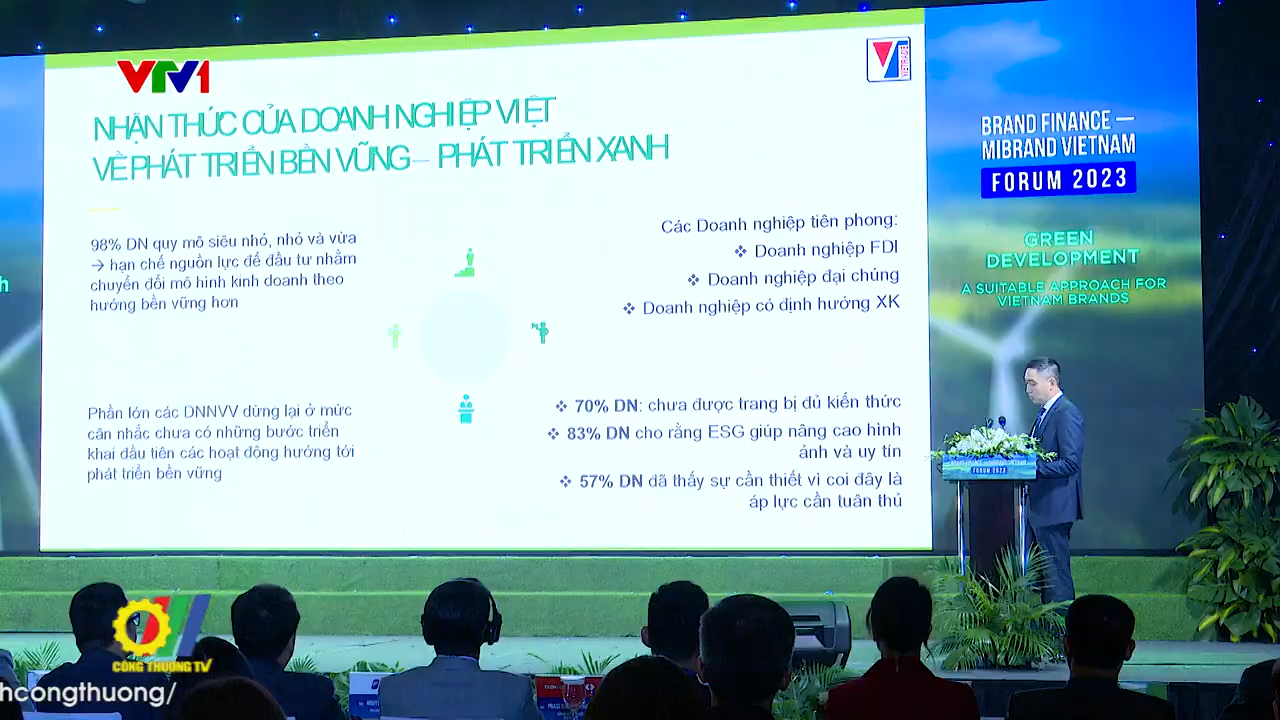 VTV1
VIETRADE
NHẬN THỨC CỦA DOANH NGHIỆP VIỆT
VỀ PHÁT TRIỂN BỀN VỮNG – PHÁT TRIỂN XANH
98% DN quy mô siêu nhỏ, nhỏ và vừa
→ hạn chế nguồn lực để đầu tư nhằm
chuyển đổi mô hình kinh doanh theo
hướng bền vững hơn
Các Doanh nghiệp tiên phong:
❖ Doanh nghiệp FDI
❖ Doanh nghiệp đại chúng
❖ Doanh nghiệp có định hướng XK
Phần lớn các DNNVV dừng lại ở mức
cân nhắc chưa có những bước triển
khai đầu tiên các hoạt động hướng tới
phát triển bền vững
❖ 70% DN: chưa được trang bị đủ kiến thức
❖ 83% DN cho rằng ESG giúp nâng cao hình
ảnh và uy tín
❖ 57% DN đã thấy sự cần thiết vì coi đây là
áp lực cần tuân thủ
BRAND FINANCE —
MIBRAND VIETNAM
FORUM 2023
GREEN
DEVELOPMENT
A SUITABLE APPROACH FOR
VIETNAM BRANDS
h
BRAND FINANCE — MIBRAND VIETNAM
FORUM 2023
CÔNG THƯƠNG TV
hcongthuong/